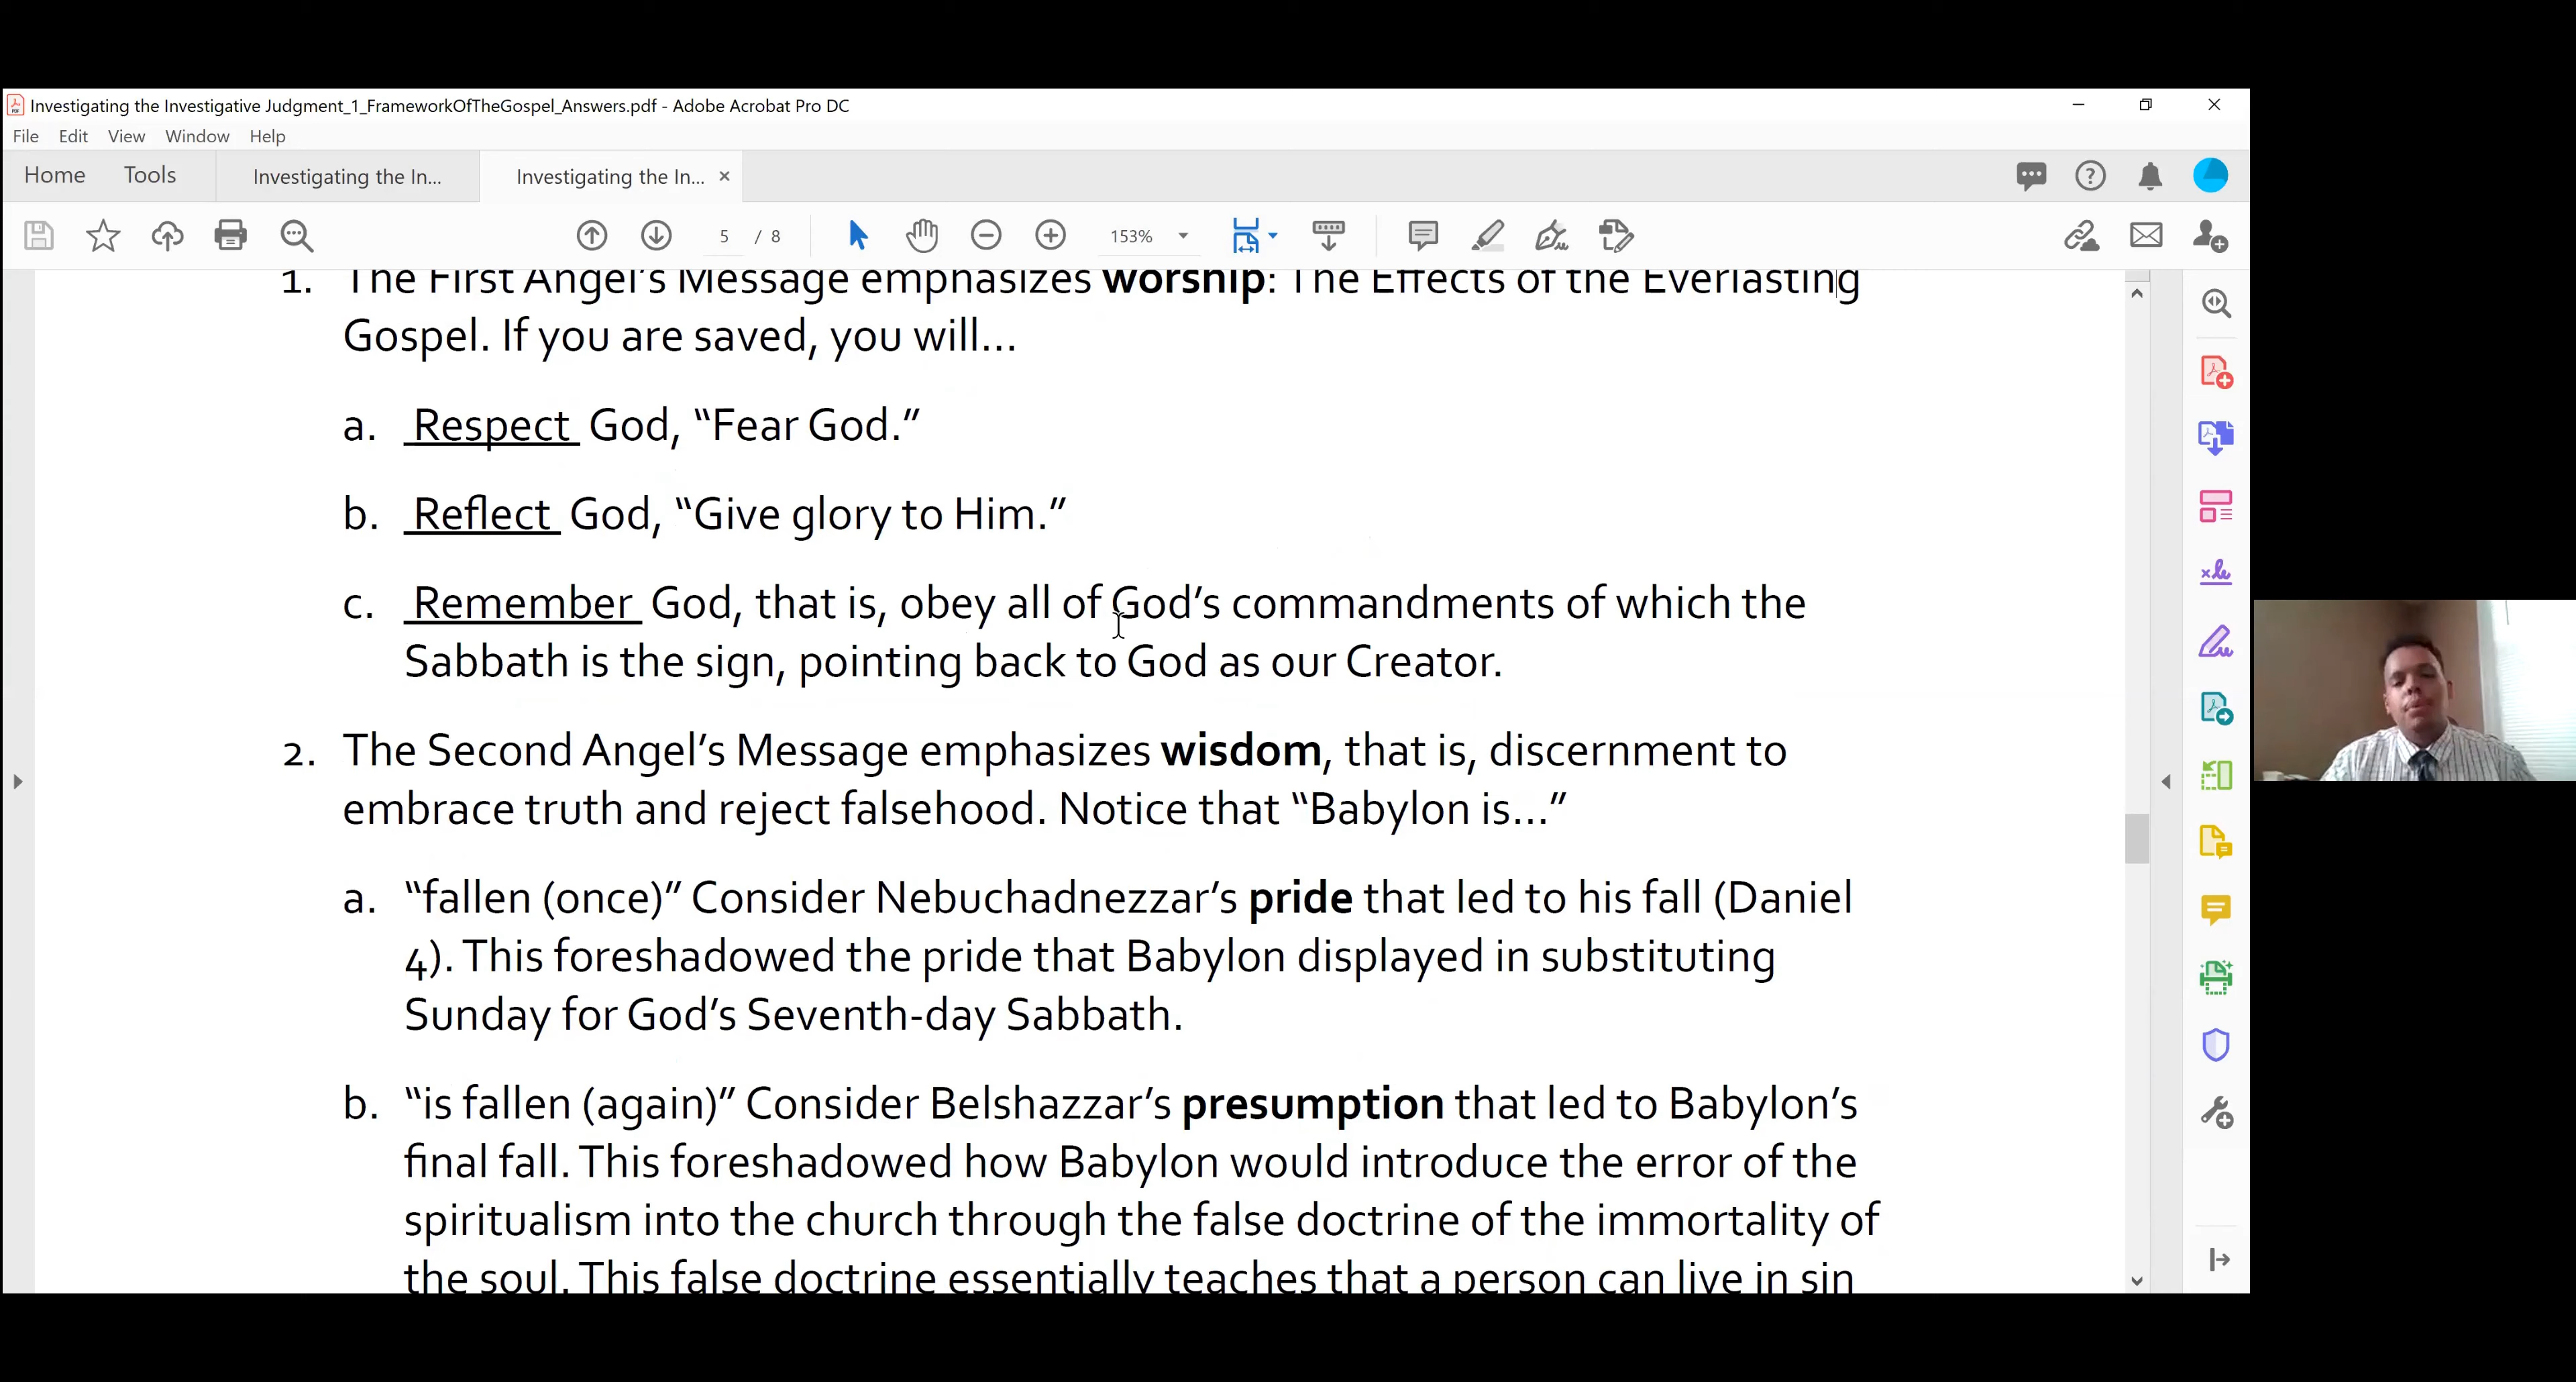 Investigating the Investigative Judgment_1_FrameworkOfTheGospel_Answers.pdf - Adobe Acrobat Pro DC
File Edit View Window Help
Home Tools Investigating the In... Investigating the In... ×
5 / 8 153%
1. The First Angel's Message emphasizes worship: The Effects of the Everlasting
Gospel. If you are saved, you will...
a. Respect God, “Fear God.”
b. Reflect God, “Give glory to Him.”
c. Remember God, that is, obey all of God’s commandments of which the
Sabbath is the sign, pointing back to God as our Creator.
2. The Second Angel’s Message emphasizes wisdom, that is, discernment to
embrace truth and reject falsehood. Notice that “Babylon is...”
a. “fallen (once)” Consider Nebuchadnezzar’s pride that led to his fall (Daniel
4). This foreshadowed the pride that Babylon displayed in substituting
Sunday for God’s Seventh-day Sabbath.
b. “is fallen (again)” Consider Belshazzar’s presumption that led to Babylon’s
final fall. This foreshadowed how Babylon would introduce the error of the
spiritualism into the church through the false doctrine of the immortality of
the soul. This false doctrine essentially teaches that a person can live in sin